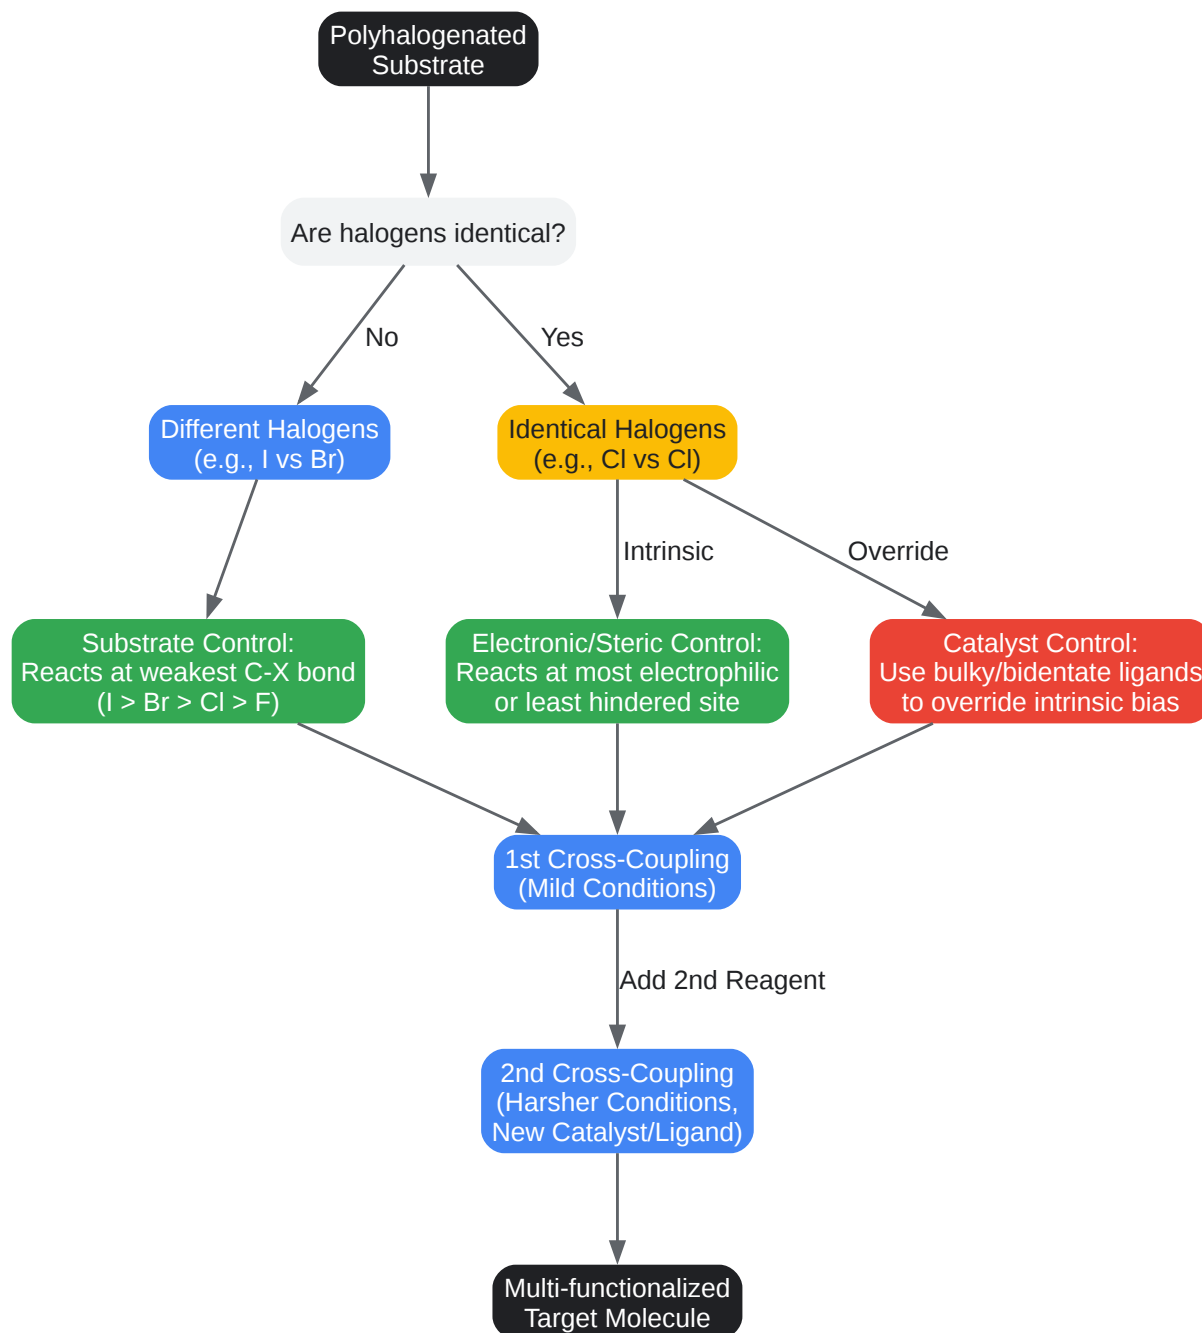 Polyhalogenated
Substrate
Are halogens identical?
No
Yes
Different Halogens
(e.g., I vs Br)
Identical Halogens
(e.g., Cl vs Cl)
Intrinsic
Override
Substrate Control:
Reacts at weakest C-X bond
(I > Br > Cl > F)
Electronic/Steric Control:
Reacts at most electrophilic
or least hindered site
Catalyst Control:
Use bulky/bidentate ligands
to override intrinsic bias
1st Cross-Coupling
(Mild Conditions)
Add 2nd Reagent
2nd Cross-Coupling
(Harsher Conditions,
New Catalyst/Ligand)
Multi-functionalized
Target Molecule